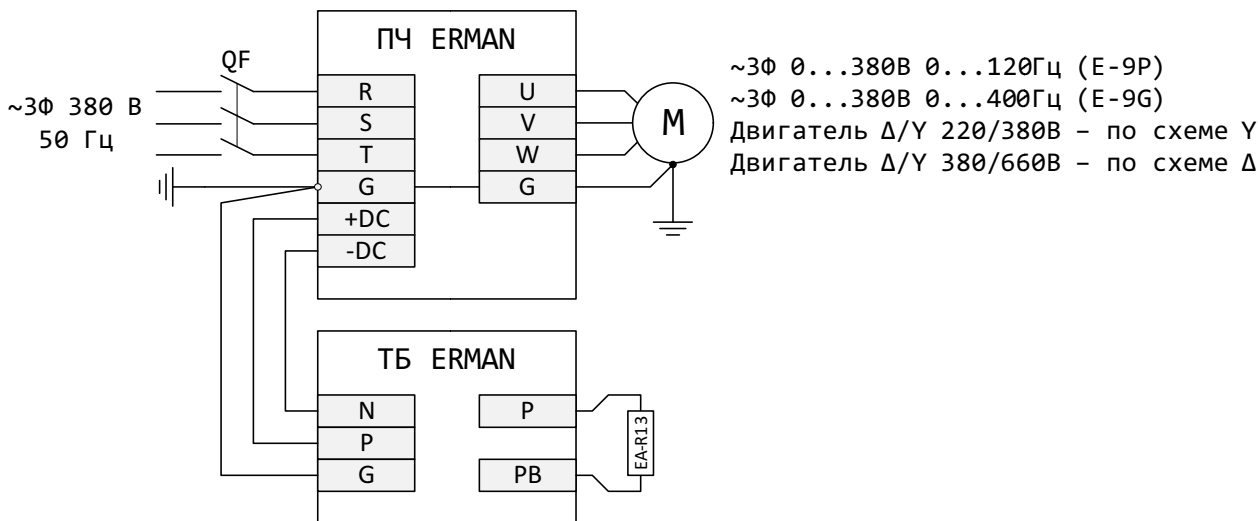 ПЧ ERMAN
QF
~3Ф 380 В
50 Гц
R
S
T
G
+DC
-DC
U
V
W
G
M
~3Ф 0...380В 0...120Гц (E-9P)
~3Ф 0...380В 0...400Гц (E-9G)
Двигатель Δ/Y 220/380В – по схеме Y
Двигатель Δ/Y 380/660В – по схеме Δ
ТБ ERMAN
N
P
G
P
PB
EA-R13